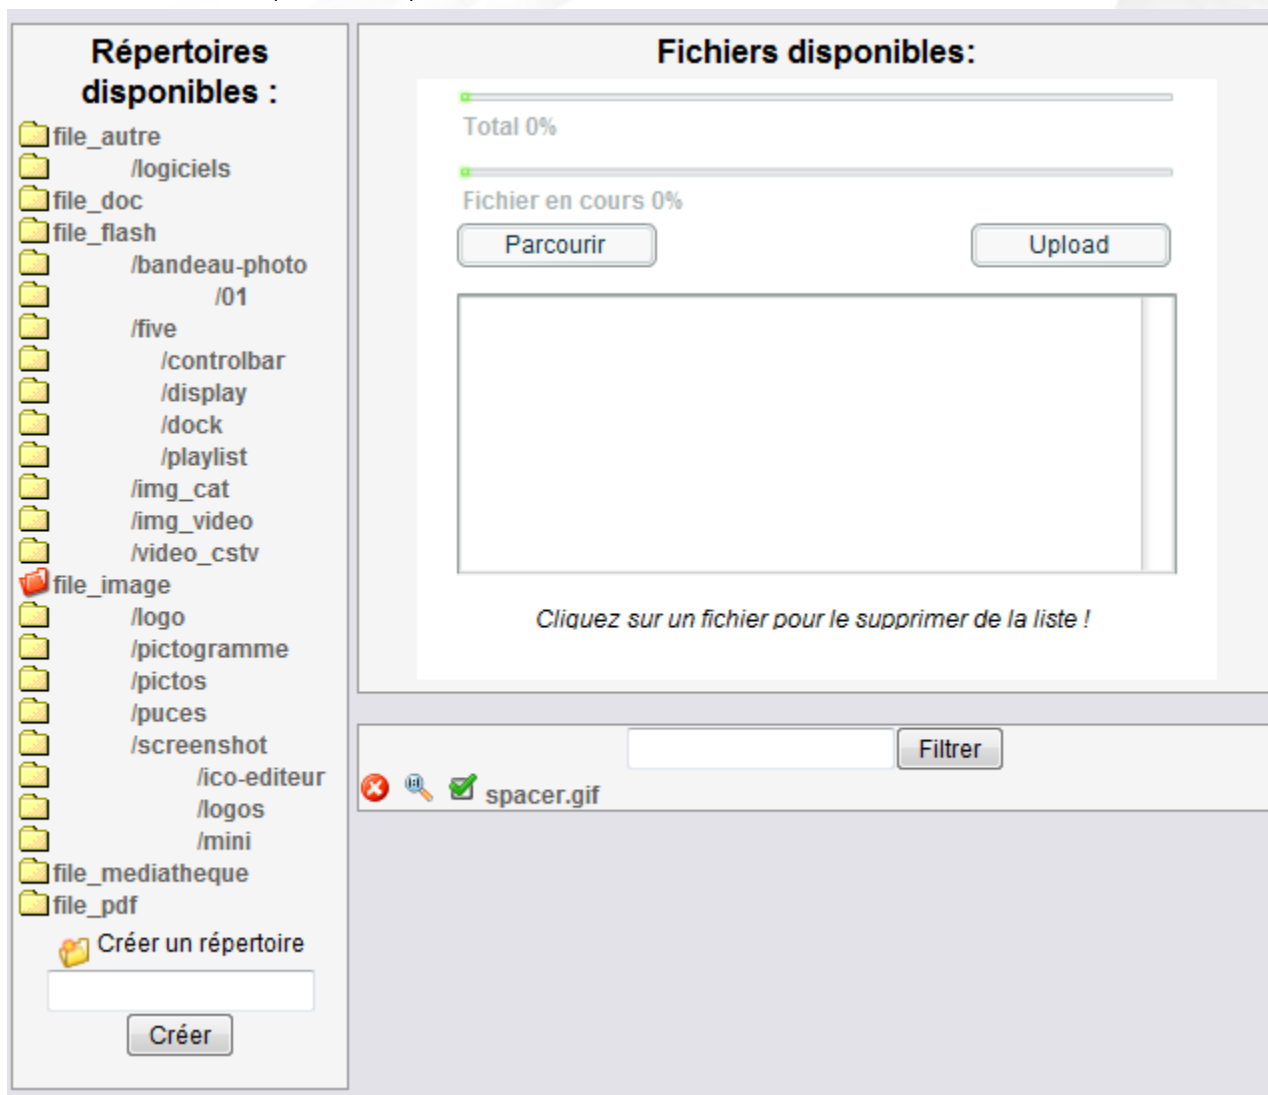 Répertoires
disponibles :
file_autre
/logiciels
file_doc
file_flash
/bandeau-photo
/01
/five
/controlbar
/display
/dock
/playlist
/img_cat
/img_video
/video_cstv
file_image
/logo
/pictogramme
/pictos
/puces
/screenshot
/ico-editeur
/logos
/mini
file_mediatheque
file_pdf
Créer un répertoire
Créer
Fichiers disponibles:
Total 0%
Fichier en cours 0%
Parcourir Upload
Cliquez sur un fichier pour le supprimer de la liste !
Filtrer
spacer.gif